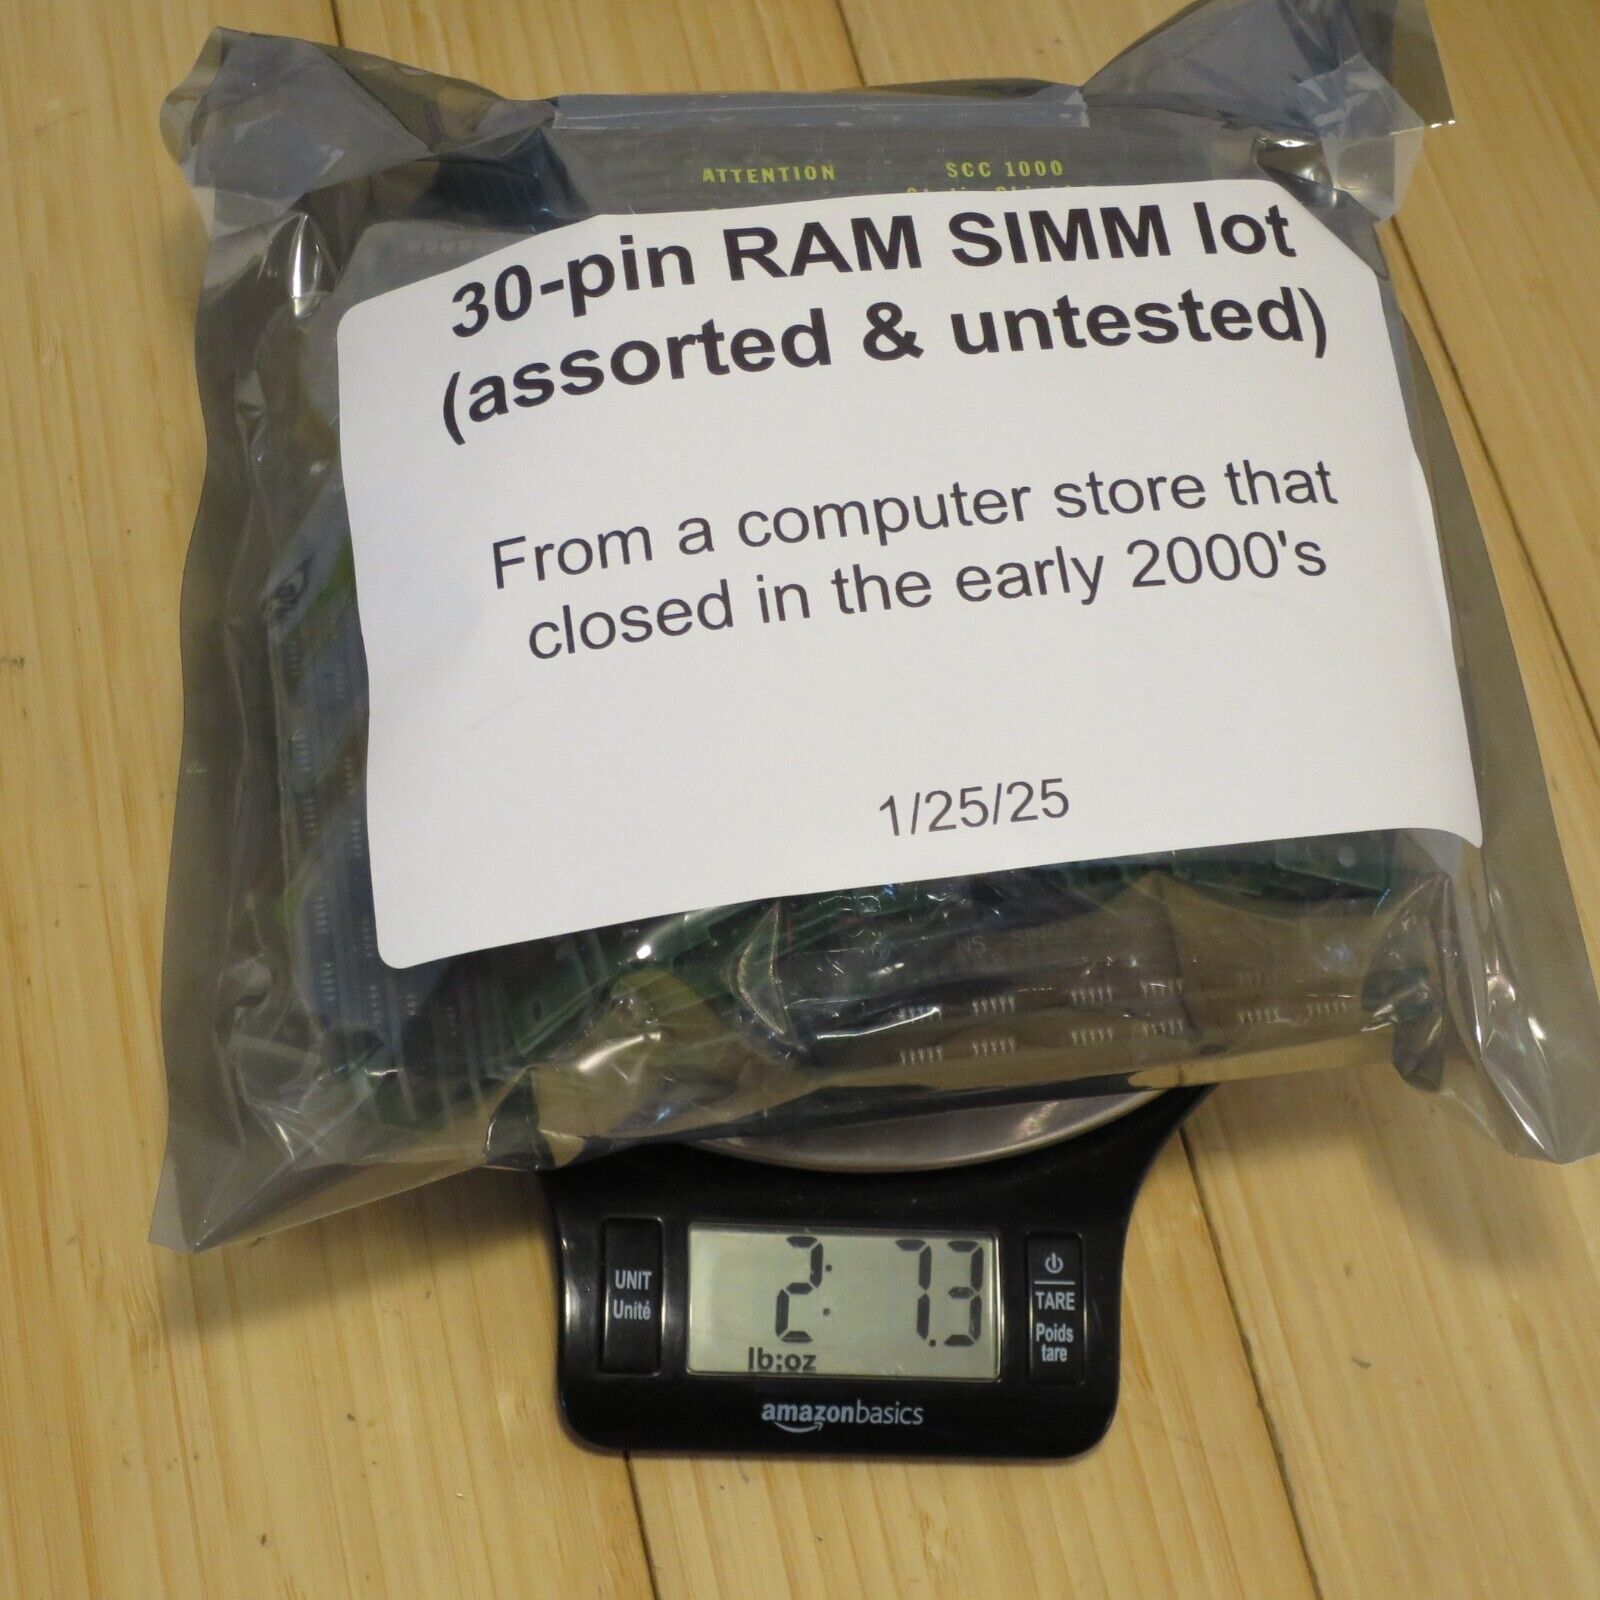 ATTENTION
SCC 1000
30-pin RAM SIMM lot
(assorted & untested)
From a computer store that
closed in the early 2000's
1/25/25
UNIT
Unité
2: 7.3
lb:oz
TARE
Poids
tare
amazonbasics